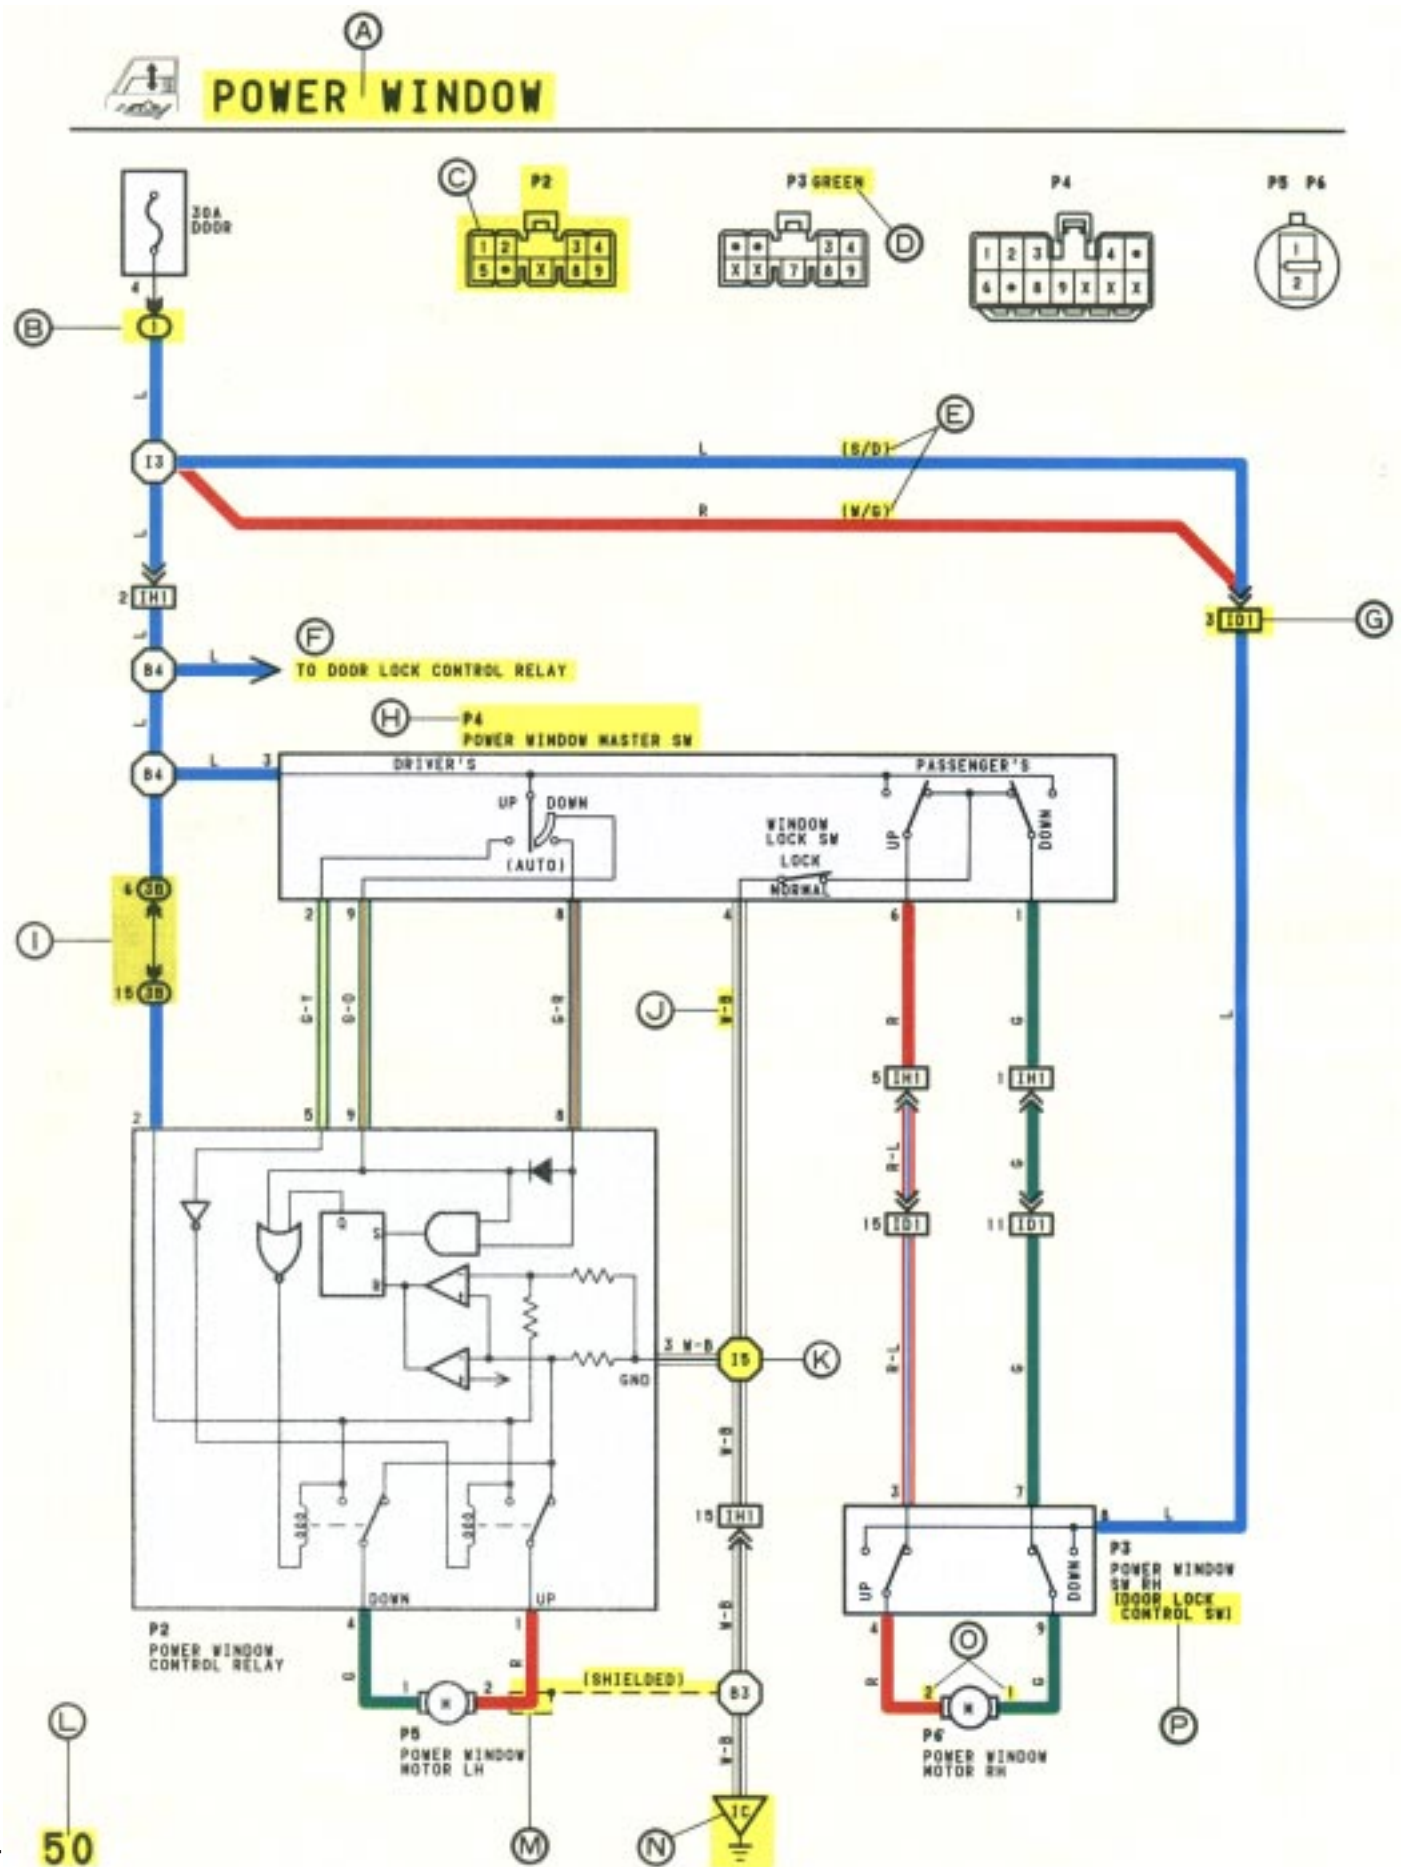 A
POWER WINDOW
30A
DOOR
4
1
B
C
P2
1 2 3 4
5 * X 8 9
P3 GREEN
D
* * 3 4
X X 7 8 9
P4
1 2 3 4 *
6 * 8 9 X X X
P5 P6
1
2
L
I3
L
(S/D)
E
R
(W/G)
L
2 IH1
3 ID1
G
L
F
B4
L
TO DOOR LOCK CONTROL RELAY
L
H
P4
POWER WINDOW MASTER SW
B4
L
3
DRIVER'S
PASSENGER'S
UP
DOWN
(AUTO)
WINDOW
LOCK SW
LOCK
NORMAL
UP
DOWN
6 3B
I
15 3B
2
9
8
4
6
1
G-Y
G-O
G-R
J
W-B
R
G
L
5 IH1
1 IH1
2
5
9
8
R-L
G
15 ID1
11 ID1
Q
S
R
3 W-B
I5
K
GND
R-L
G
W-B
15 IH1
3
7
8
L
UP
DOWN
P3
POWER WINDOW
SW RH
[DOOR LOCK
CONTROL SW]
DOWN
UP
4
1
P2
POWER WINDOW
CONTROL RELAY
G
R
1
M
2
(SHIELDED)
W-B
B3
W-B
4
9
R
O
2
1
M
G
P
P5
POWER WINDOW
MOTOR LH
P6
POWER WINDOW
MOTOR RH
L
50
M
N
IC